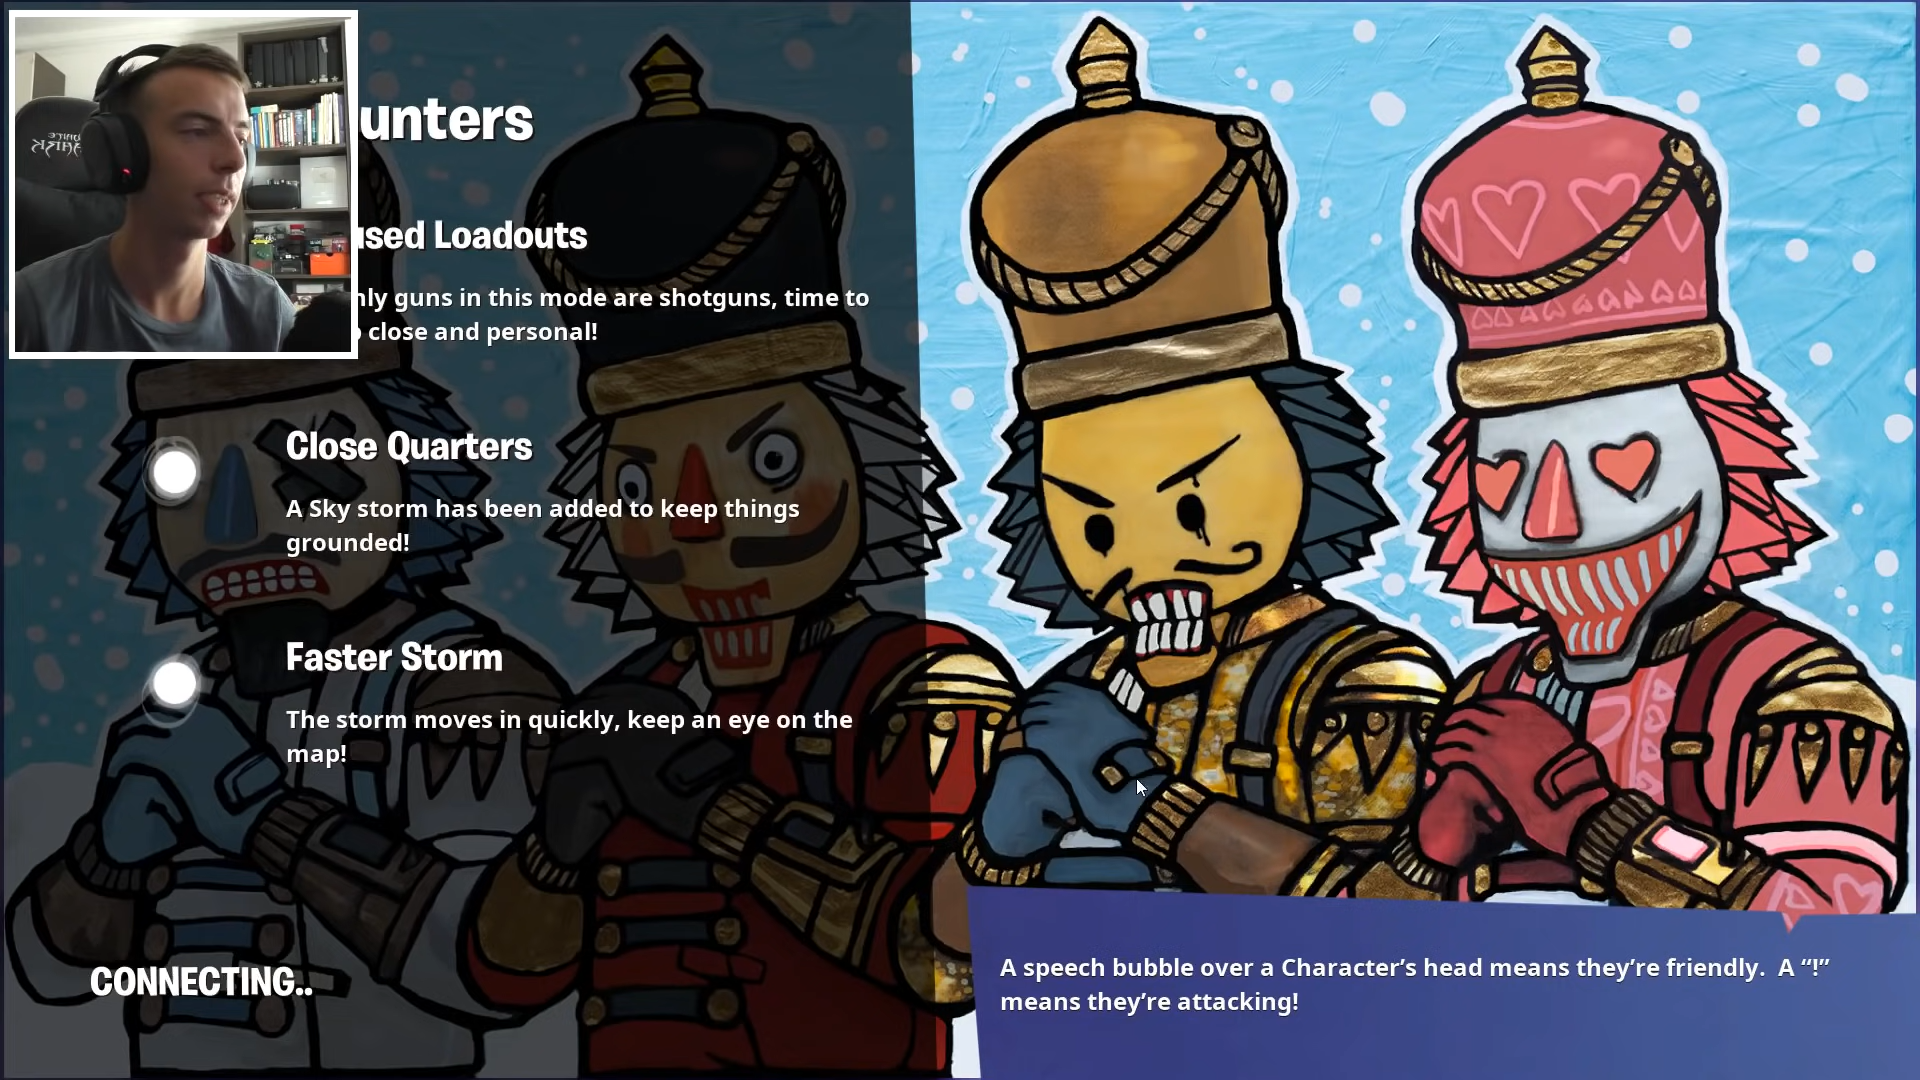 unters
used Loadouts
nly guns in this mode are shotguns, time to
close and personal!
Close Quarters
A Sky storm has been added to keep things
grounded!
Faster Storm
The storm moves in quickly, keep an eye on the
map!
CONNECTING..
A speech bubble over a Character’s head means they’re friendly.  A “!”
means they’re attacking!